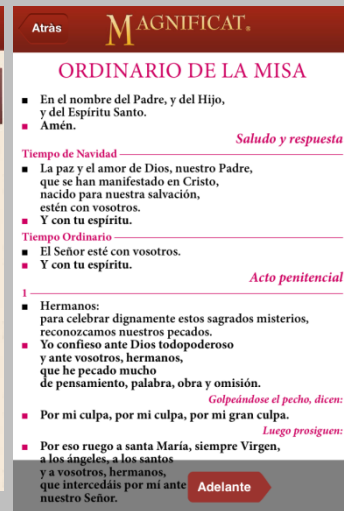 Atràs
MAGNIFICAT®
ORDINARIO DE LA MISA
En el nombre del Padre, y del Hijo,
y del Espíritu Santo.
Amén.
Saludo y respuesta
Tiempo de Navidad
La paz y el amor de Dios, nuestro Padre,
que se han manifestado en Cristo,
nacido para nuestra salvación,
estén con vosotros.
Y con tu espíritu.
Tiempo Ordinario
El Señor esté con vosotros.
Y con tu espíritu.
Acto penitencial
1
Hermanos:
para celebrar dignamente estos sagrados misterios,
reconozcamos nuestros pecados.
Yo confieso ante Dios todopoderoso
y ante vosotros, hermanos,
que he pecado mucho
de pensamiento, palabra, obra y omisión.
Golpeándose el pecho, dicen:
Por mi culpa, por mi culpa, por mi gran culpa.
Luego prosiguen:
Por eso ruego a santa María, siempre Virgen,
a los ángeles, a los santos
y a vosotros, hermanos,
que intercedáis por mí ante
nuestro Señor.
Adelante